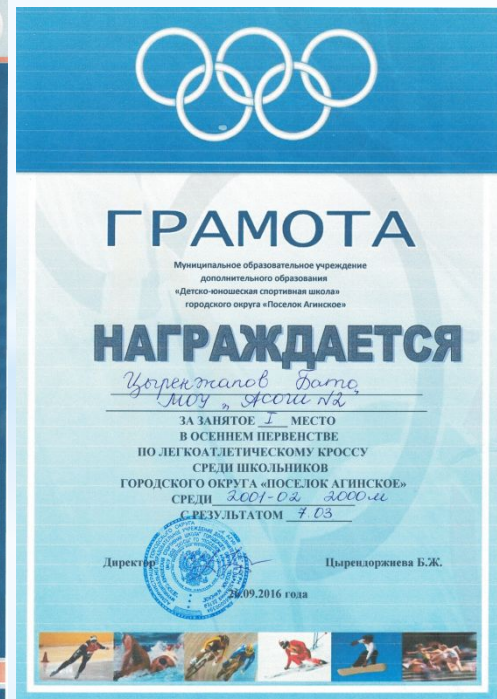 ГРАМОТА
Муниципальное образовательное учреждение
дополнительного образования
«Детско-юношеская спортивная школа»
городского округа «Поселок Агинское»
НАГРАЖДАЕТСЯ
Цыренжапов Бато,
МОУ „АСОШ №2
ЗА ЗАНЯТОЕ I МЕСТО
В ОСЕННЕМ ПЕРВЕНСТВЕ
ПО ЛЕГКОАТЛЕТИЧЕСКОМУ КРОССУ
СРЕДИ ШКОЛЬНИКОВ
ГОРОДСКОГО ОКРУГА «ПОСЕЛОК АГИНСКОЕ»
СРЕДИ 2001-02 2000м
С РЕЗУЛЬТАТОМ 7.03
Директор Цырендоржиева Б.Ж.
26.09.2016 года